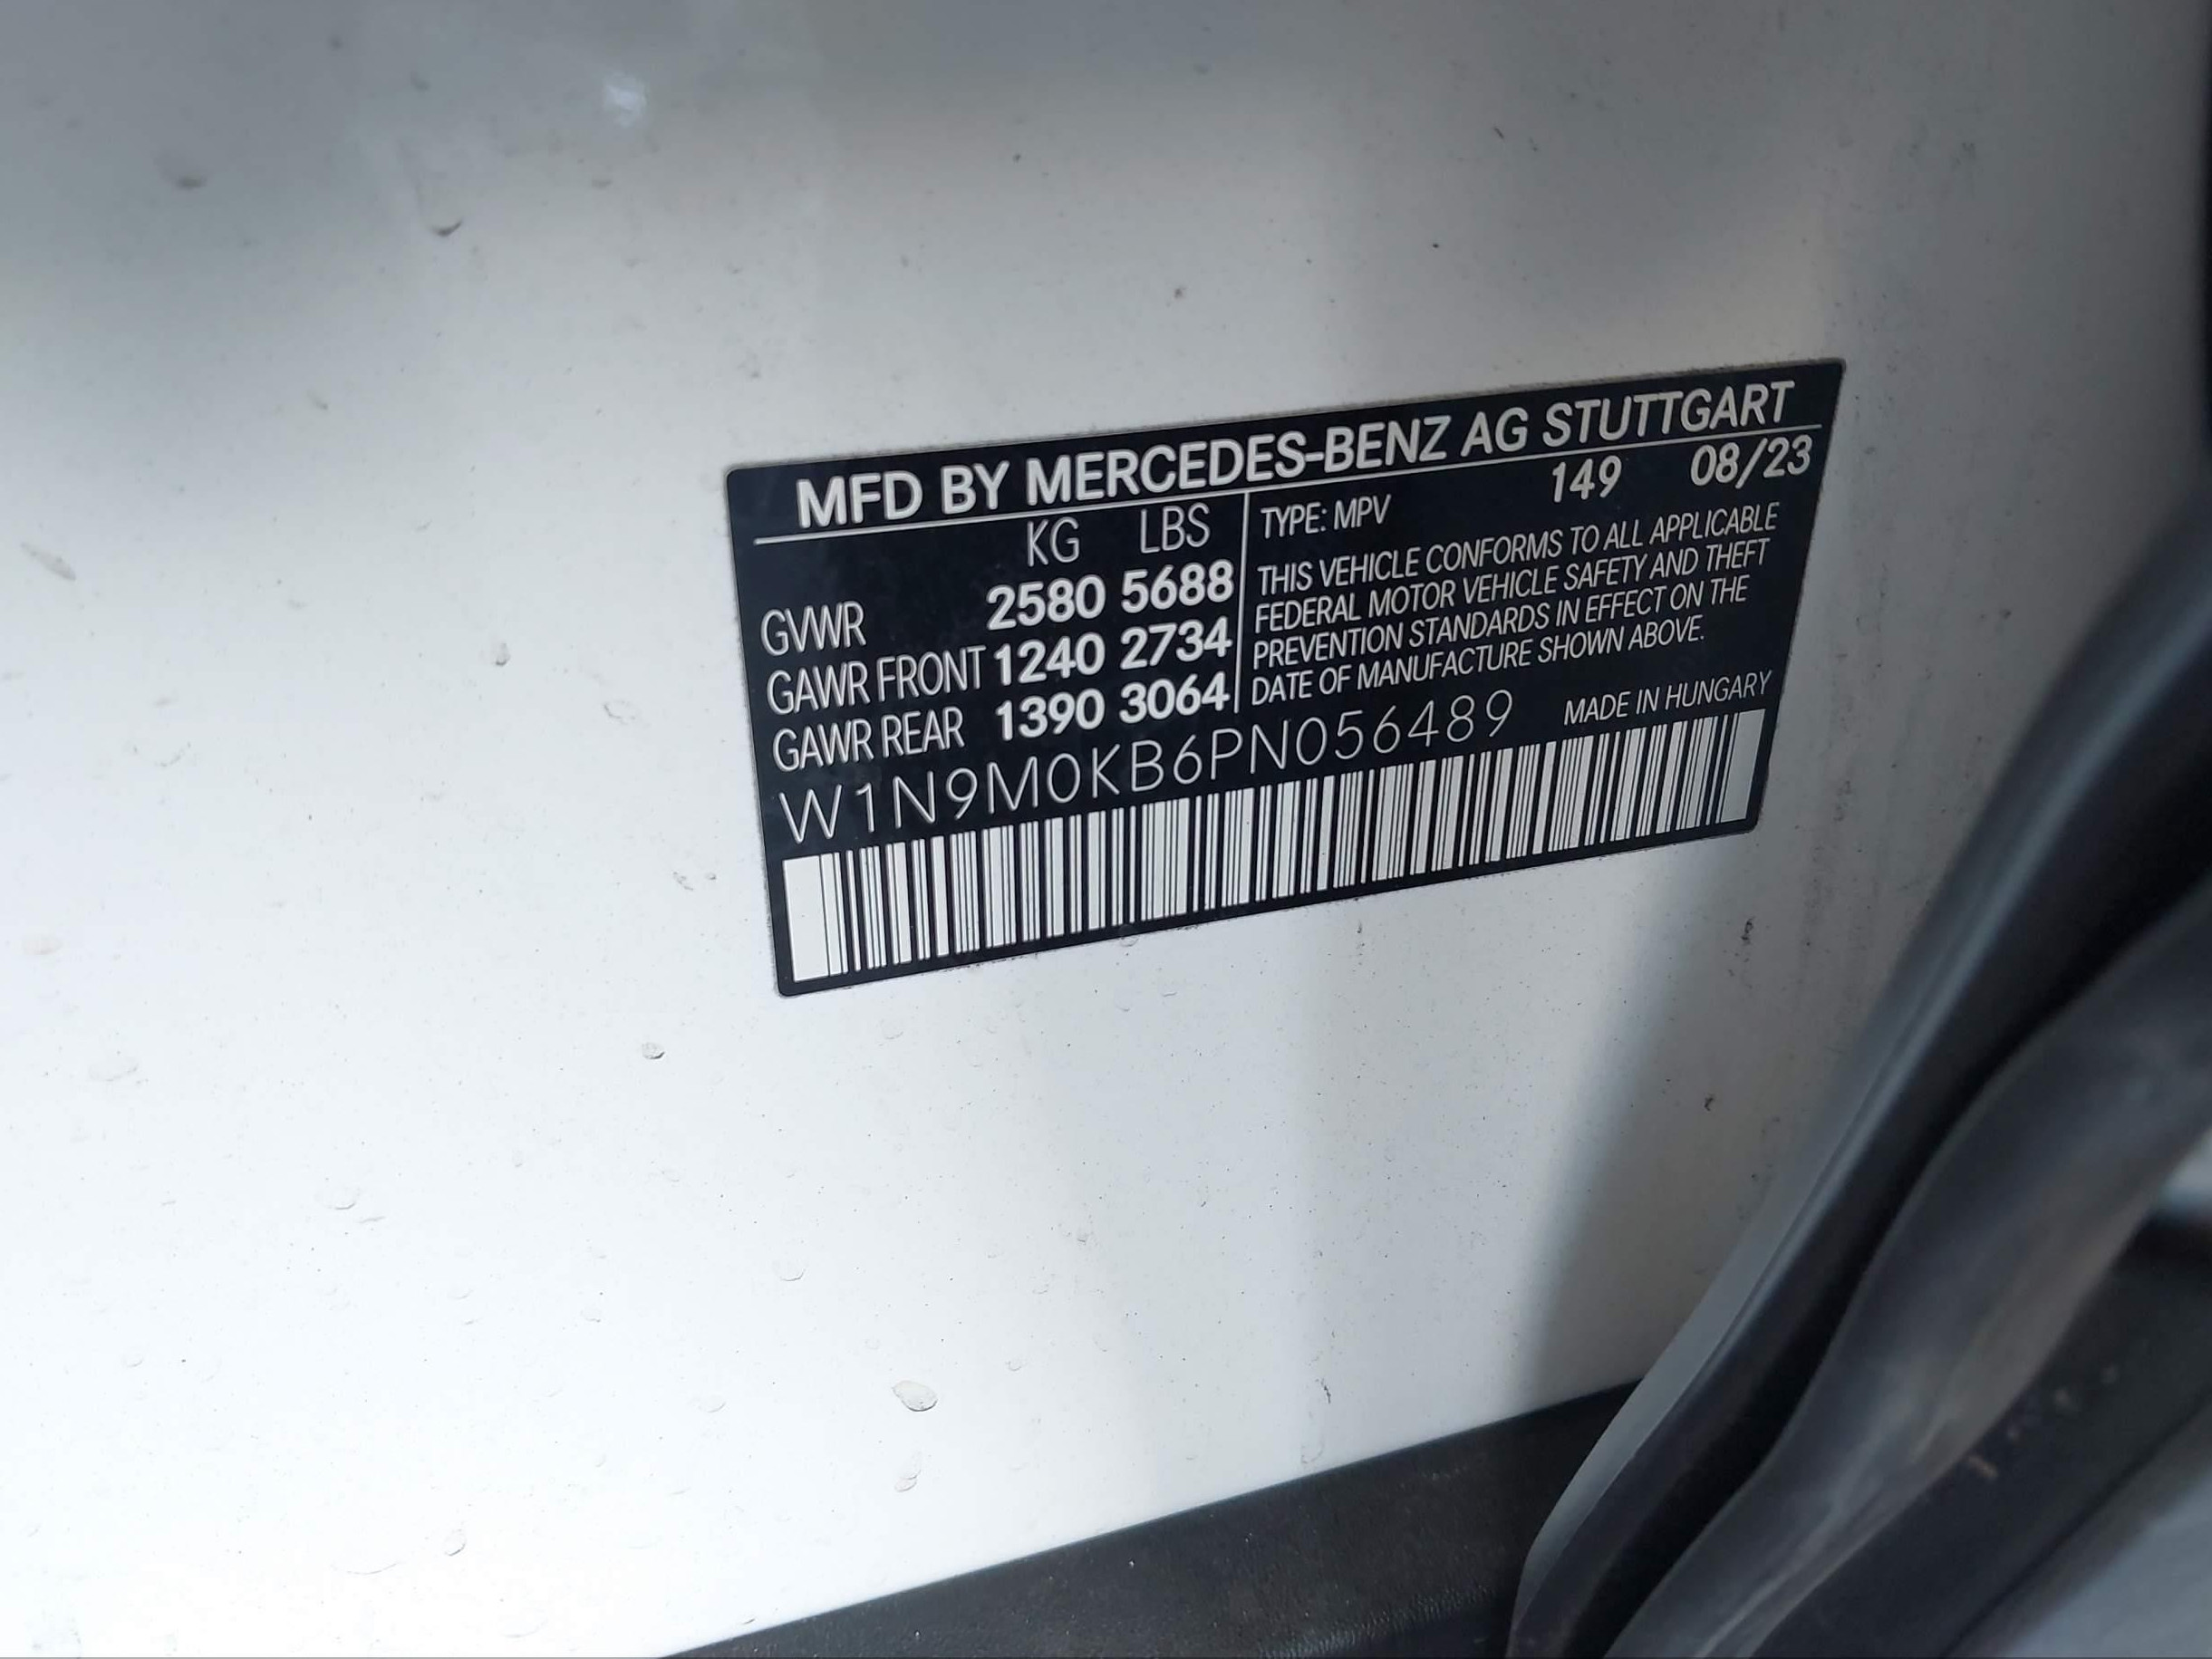 MFD BY MERCEDES-BENZ AG STUTTGART
KG LBS
GVWR 2580 5688
GAWR FRONT 1240 2734
GAWR REAR 1390 3064
TYPE: MPV 149 08/23
THIS VEHICLE CONFORMS TO ALL APPLICABLE
FEDERAL MOTOR VEHICLE SAFETY AND THEFT
PREVENTION STANDARDS IN EFFECT ON THE
DATE OF MANUFACTURE SHOWN ABOVE.
W1N9M0KB6PN056489 MADE IN HUNGARY